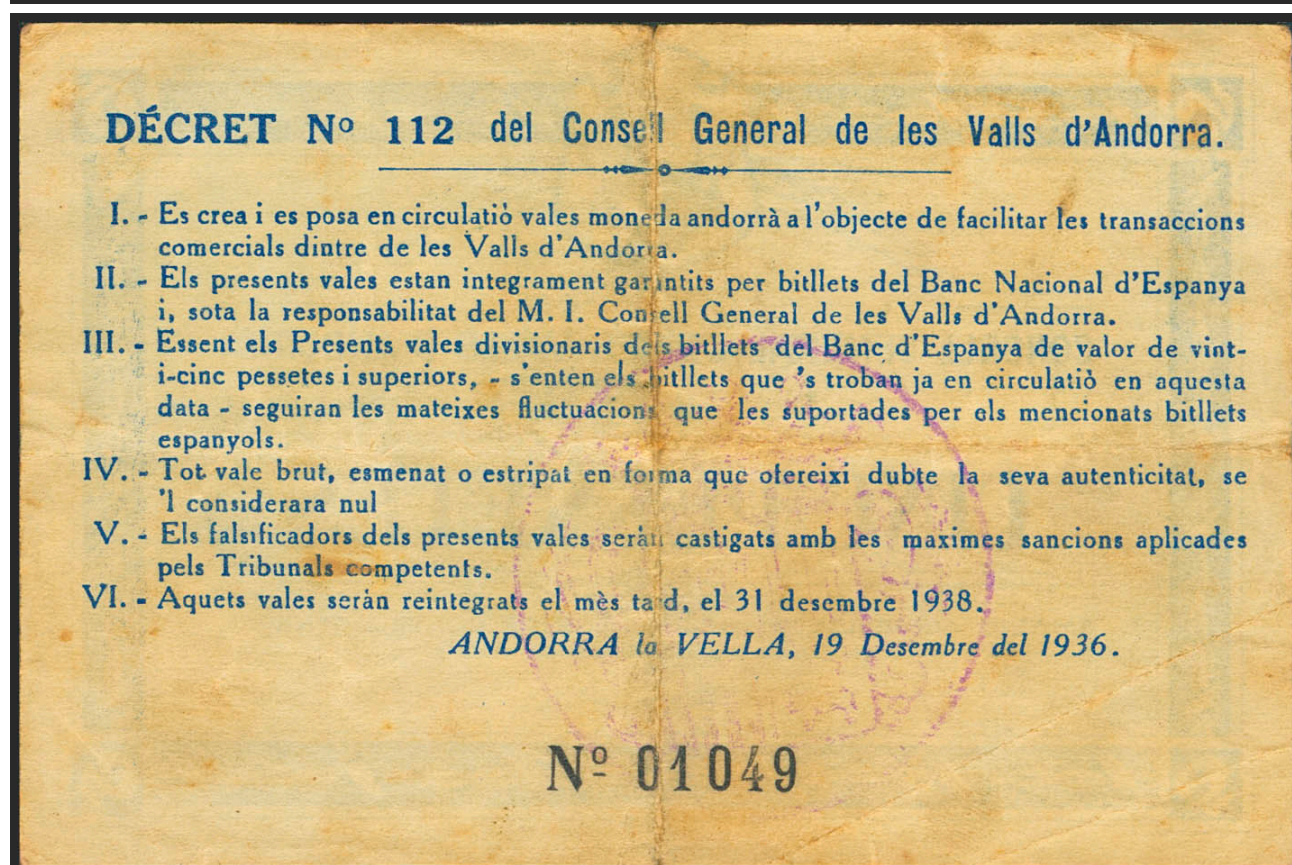 DÉCRET Nº 112 del Consell General de les Valls d'Andorra.
I. - Es crea i es posa en circulatiò vales moneda andorrà a l'objecte de facilitar les transaccions
comercials dintre de les Valls d'Andorra.
II. - Els presents vales estan integrament garantits per bitllets del Banc Nacional d'Espanya
i, sota la responsabilitat del M. I. Consell General de les Valls d'Andorra.
III. - Essent els Presents vales divisionaris dels bitllets del Banc d'Espanya de valor de vint-
i-cinc pessetes i superiors, - s'enten els bitllets que 's troban ja en circulatiò en aquesta
data - seguiran les mateixes fluctuacions que les suportades per els mencionats bitllets
espanyols.
IV. - Tot vale brut, esmenat o estripat en forma que ofereixi dubte la seva autenticitat, se
'l considerara nul
V. - Els falsificadors dels presents vales seràn castigats amb les maximes sancions aplicades
pels Tribunals competents.
VI. - Aquets vales seràn reintegrats el mès tard, el 31 desembre 1938.
ANDORRA la VELLA, 19 Desembre del 1936.
Nº 01049